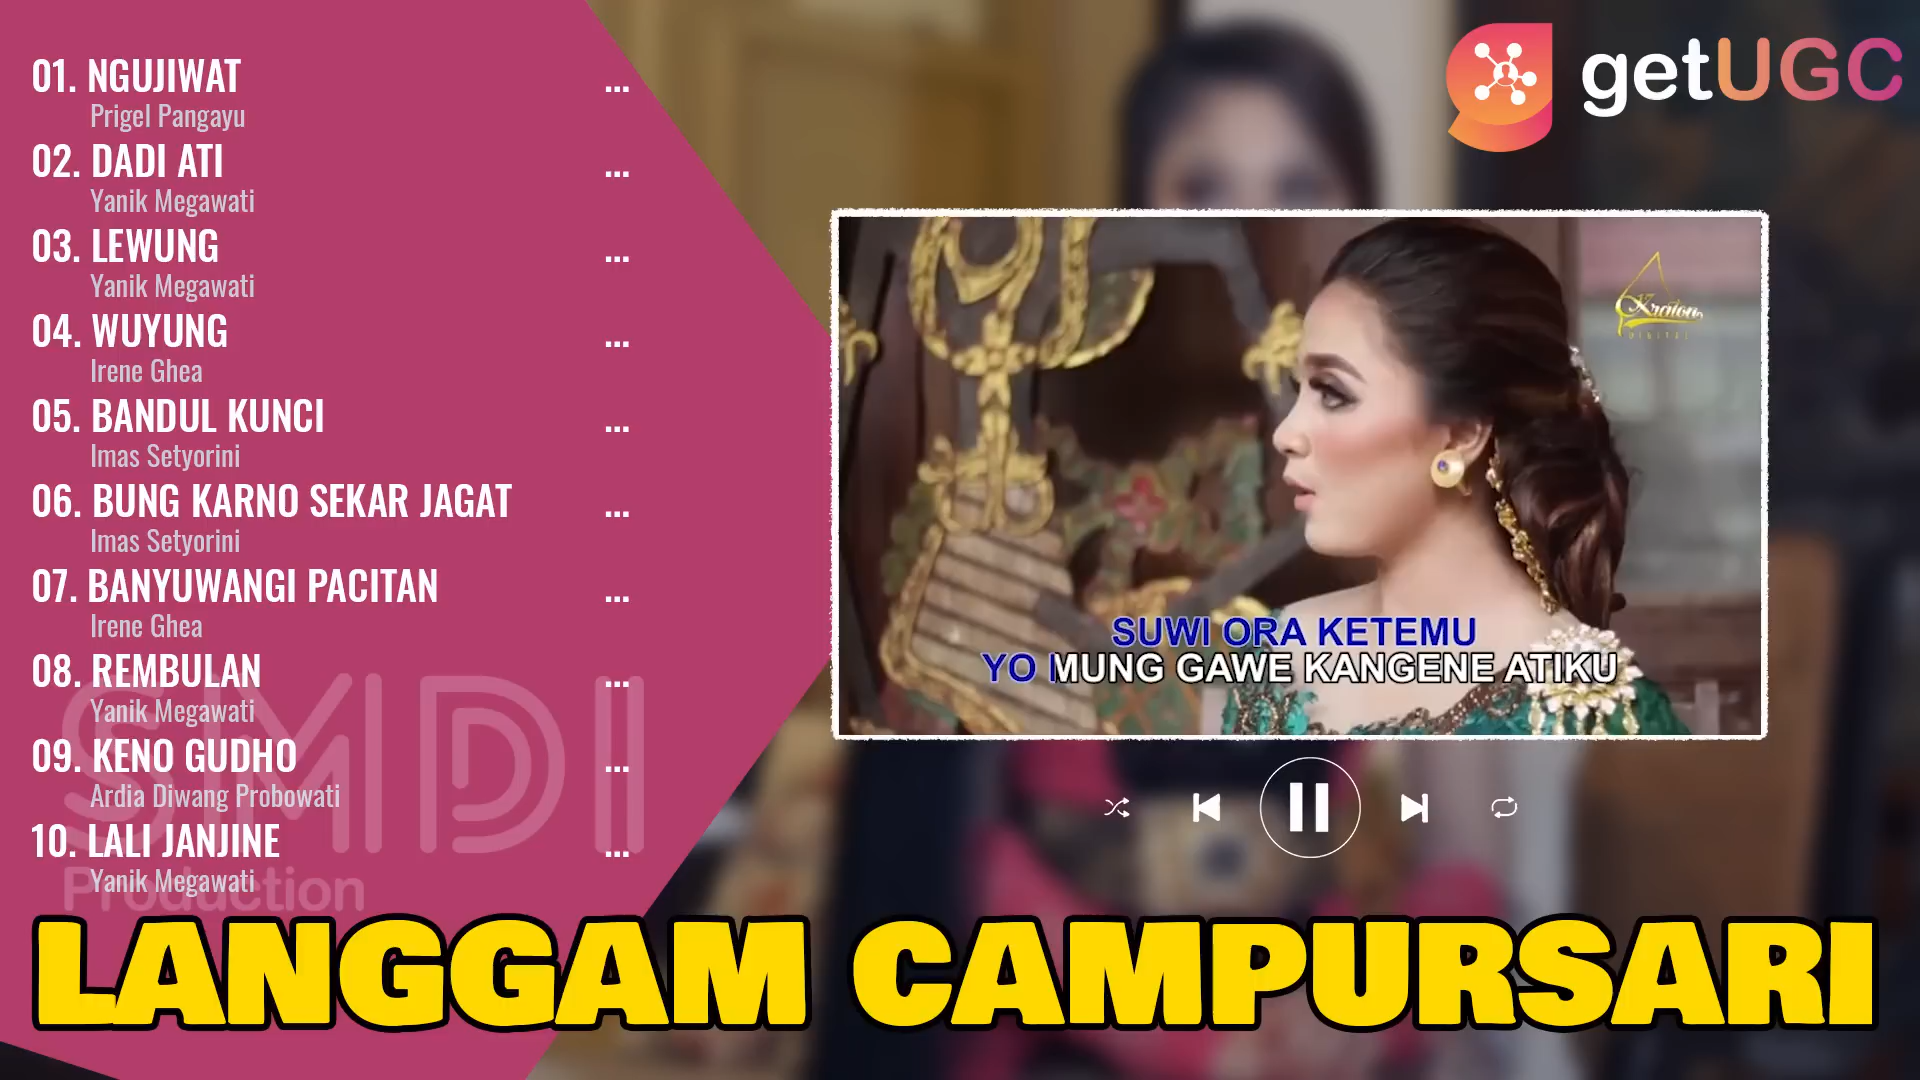 01. NGUJIWAT ...
Prigel Pangayu
02. DADI ATI ...
Yanik Megawati
03. LEWUNG ...
Yanik Megawati
04. WUYUNG ...
Irene Ghea
05. BANDUL KUNCI ...
Imas Setyorini
06. BUNG KARNO SEKAR JAGAT ...
Imas Setyorini
07. BANYUWANGI PACITAN ...
Irene Ghea
08. REMBULAN ...
Yanik Megawati
09. KENO GUDHO ...
Ardia Diwang Probowati
10. LALI JANJINE ...
Yanik Megawati
SMDI
Production
getUGC
Kraton
DIGITAL
SUWI ORA KETEMU
YO MUNG GAWE KANGENE ATIKU
LANGGAM CAMPURSARI